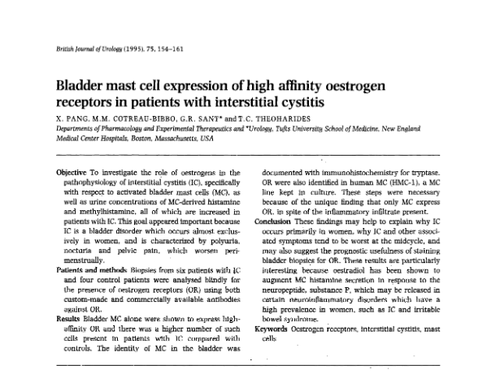 British Journal of Urology (1995), 75, 154–161
Bladder mast cell expression of high affinity oestrogen
receptors in patients with interstitial cystitis
X. PANG, M.M. COTREAU-BIBBO, G.R. SANT* and T.C. THEOHARIDES
Departments of Pharmacology and Experimental Therapeutics and *Urology, Tufts University School of Medicine, New England
Medical Center Hospitals, Boston, Massachusetts, USA
Objective To investigate the role of oestrogens in the
pathophysiology of interstitial cystitis (IC), specifically
with respect to activated bladder mast cells (MC), as
well as urine concentrations of MC-derived histamine
and methylhistamine, all of which are increased in
patients with IC. This goal appeared important because
IC is a bladder disorder which occurs almost exclus-
ively in women, and is characterized by polyuria,
nocturia and pelvic pain, which worsen peri-
menstrually.
Patients and methods Biopsies from six patients with IC
and four control patients were analysed blindly for
the presence of oestrogen receptors (OR) using both
custom-made and commercially available antibodies
against OR.
Results Bladder MC alone were shown to express high-
affinity OR and there was a higher number of such
cells present in patients with IC compared with
controls. The identity of MC in the bladder was
documented with immunohistochemistry for tryptase.
OR were also identified in human MC (HMC-1), a MC
line kept in culture. These steps were necessary
because of the unique finding that only MC express
OR, in spite of the inflammatory infiltrate present.
Conclusion These findings may help to explain why IC
occurs primarily in women, why IC and other associ-
ated symptoms tend to be worst at the midcycle, and
may also suggest the prognostic usefulness of staining
bladder biopsies for OR. These results are particularly
interesting because oestradiol has been shown to
augment MC histamine secretion in response to the
neuropeptide, substance P, which may be released in
certain neuroinflammatory disorders which have a
high prevalence in women, such as IC and irritable
bowel syndrome.
Keywords Oestrogen receptors, interstitial cystitis, mast
cells